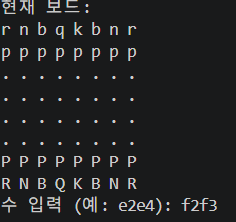 현재 보드:
r n b q k b n r
p p p p p p p p
. . . . . . . .
. . . . . . . .
. . . . . . . .
. . . . . . . .
P P P P P P P P
R N B Q K B N R
수 입력 (예: e2e4): f2f3